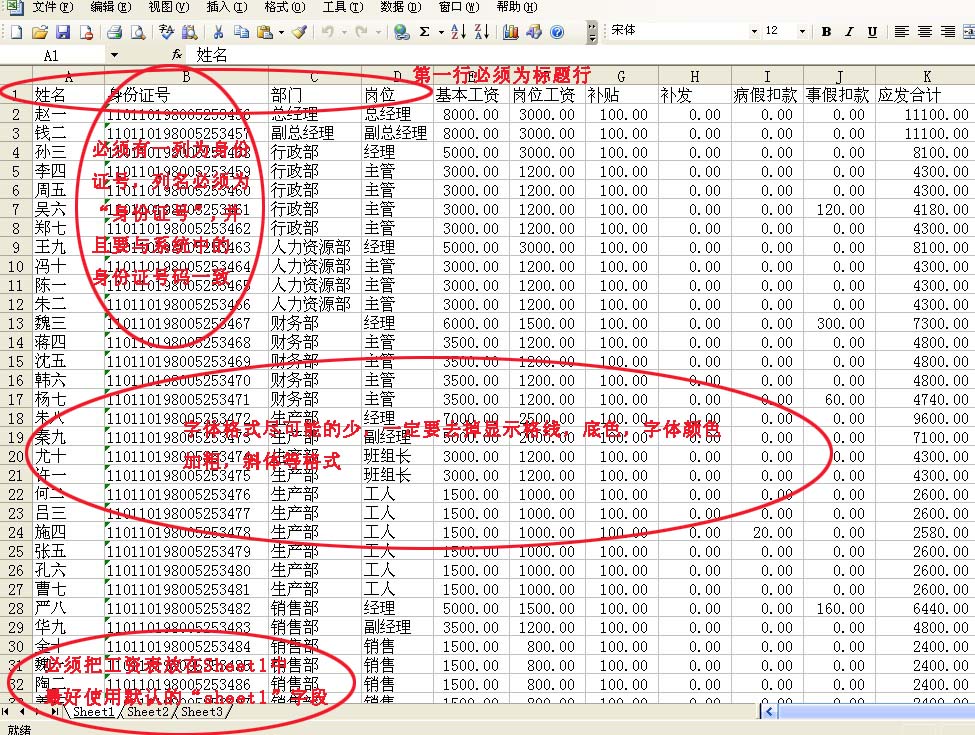 文件(F) 编辑(E) 视图(V) 插入(I) 格式(O) 工具(T) 数据(D) 窗口(W) 帮助(H)
宋体 12 B I U
A1 fx 姓名
A B C D E G H I J K
第一行必须为标题行
1 姓名 身份证号 部门 岗位 基本工资 岗位工资 补贴 补发 病假扣款 事假扣款 应发合计
2 赵一 110110198005253456 总经理 总经理 8000.00 3000.00 100.00 0.00 0.00 0.00 11100.00
3 钱二 110110198005253457 副总经理 副总经理 8000.00 3000.00 100.00 0.00 0.00 0.00 11100.00
4 孙三 行政部 经理 5000.00 3000.00 100.00 0.00 0.00 0.00 8100.00
5 李四 110110198005253459 行政部 主管 3000.00 1200.00 100.00 0.00 0.00 0.00 4300.00
6 周五 110110198005253460 行政部 主管 3000.00 1200.00 100.00 0.00 0.00 0.00 4300.00
7 吴六 行政部 主管 3000.00 1200.00 100.00 0.00 0.00 120.00 4180.00
8 郑七 110110198005253462 行政部 主管 3000.00 1200.00 100.00 0.00 0.00 0.00 4300.00
9 王九 人力资源部 经理 5000.00 3000.00 100.00 0.00 0.00 0.00 8100.00
10 冯十 110110198005253464 人力资源部 主管 3000.00 1200.00 100.00 0.00 0.00 0.00 4300.00
11 陈一 人力资源部 主管 3000.00 1200.00 100.00 0.00 0.00 0.00 4300.00
12 朱二 110110198005253466 人力资源部 主管 3000.00 1200.00 100.00 0.00 0.00 0.00 4300.00
必须有一列为身份
证号，列名必须为
“身份证号”,并
且要与系统中的
身份证号码一致
13 魏三 110110198005253467 财务部 经理 6000.00 1500.00 100.00 0.00 0.00 300.00 7300.00
14 蒋四 110110198005253468 财务部 主管 3500.00 1200.00 100.00 0.00 0.00 0.00 4800.00
15 沈五 110110198005253469 财务部 主管 3500.00 1200.00 100.00 0.00 0.00 0.00 4800.00
16 韩六 110110198005253470 财务部 主管 3500.00 1200.00 100.00 0.00 0.00 0.00 4800.00
17 杨七 110110198005253471 财务部 主管 3500.00 1200.00 100.00 0.00 0.00 60.00 4740.00
18 朱八 110110198005253472 生产部 经理 7000.00 2500.00 100.00 0.00 0.00 0.00 9600.00
19 秦九 副经理 100.00 0.00 7100.00
20 尤十 生产部 班组长 3000.00 1200.00 100.00 0.00 0.00 0.00 4300.00
21 许一 110110198005253475 生产部 班组长 3000.00 1200.00 100.00 0.00 0.00 0.00 4300.00
字体格式尽可能的少，一定要去掉显示格线，底色，字体颜色
加粗，斜体等格式
22 何二 110110198005253476 生产部 工人 1500.00 1000.00 100.00 0.00 0.00 0.00 2600.00
23 吕三 110110198005253477 生产部 工人 1500.00 1000.00 100.00 0.00 0.00 0.00 2600.00
24 施四 110110198005253478 生产部 工人 1500.00 1000.00 100.00 0.00 20.00 0.00 2580.00
25 张五 110110198005253479 生产部 工人 1500.00 1000.00 100.00 0.00 0.00 0.00 2600.00
26 孔六 110110198005253480 生产部 工人 1500.00 1000.00 100.00 0.00 0.00 0.00 2600.00
27 曹七 110110198005253481 生产部 工人 1500.00 1000.00 100.00 0.00 0.00 0.00 2600.00
28 严八 110110198005253482 销售部 经理 5000.00 1500.00 100.00 0.00 0.00 160.00 6440.00
29 华九 110110198005253483 销售部 副经理 3500.00 1200.00 100.00 0.00 0.00 0.00 4800.00
30 金十 110110198005253484 销售部 销售 1500.00 800.00 100.00 0.00 0.00 0.00 2400.00
31 魏 销售部 销售 1500.00 800.00 100.00 0.00 0.00 0.00 2400.00
32 陶二 110110198005253486 销售部 销售 1500.00 800.00 100.00 0.00 0.00 0.00 2400.00
必须把工资表放在Sheet1中，
最好使用默认的“sheet1”字段
Sheet1 Sheet2 Sheet3
就绪